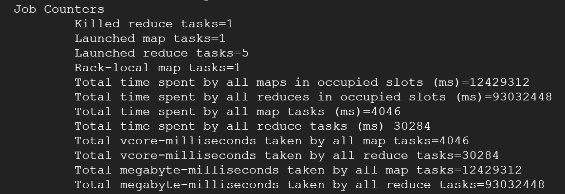 Job Counters
Killed reduce tasks=1
Launched map tasks=1
Launched reduce tasks=5
Rack-local map tasks=1
Total time spent by all maps in occupied slots (ms)=12429312
Total time spent by all reduces in occupied slots (ms)=93032448
Total time spent by all map tasks (ms)=4046
Total time spent by all reduce tasks (ms) 30284
Total vcore-milliseconds taken by all map tasks=4046
Total vcore-milliseconds taken by all reduce tasks=30284
Total megabyte-milliseconds taken by all map tasks=12429312
Total megabyte-milliseconds taken by all reduce tasks=93032448